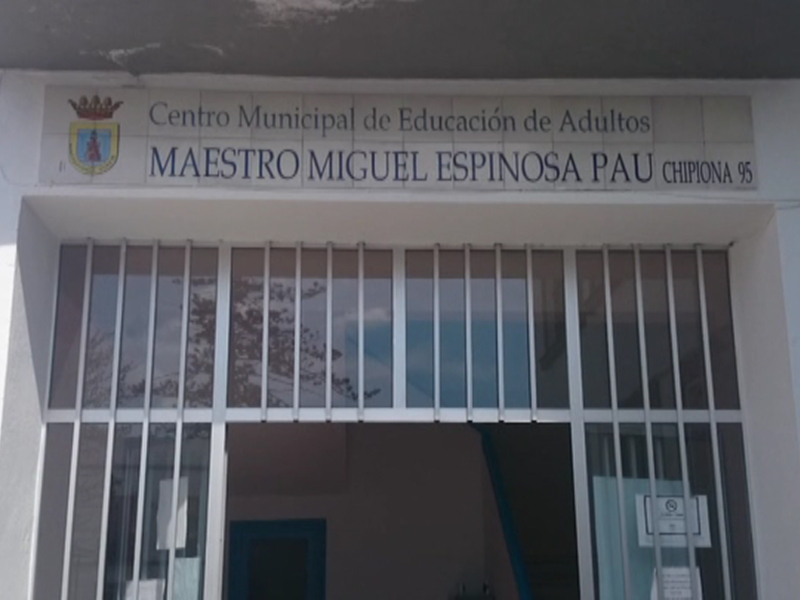 Centro Municipal de Educación de Adultos
MAESTRO MIGUEL ESPINOSA PAU CHIPIONA 95